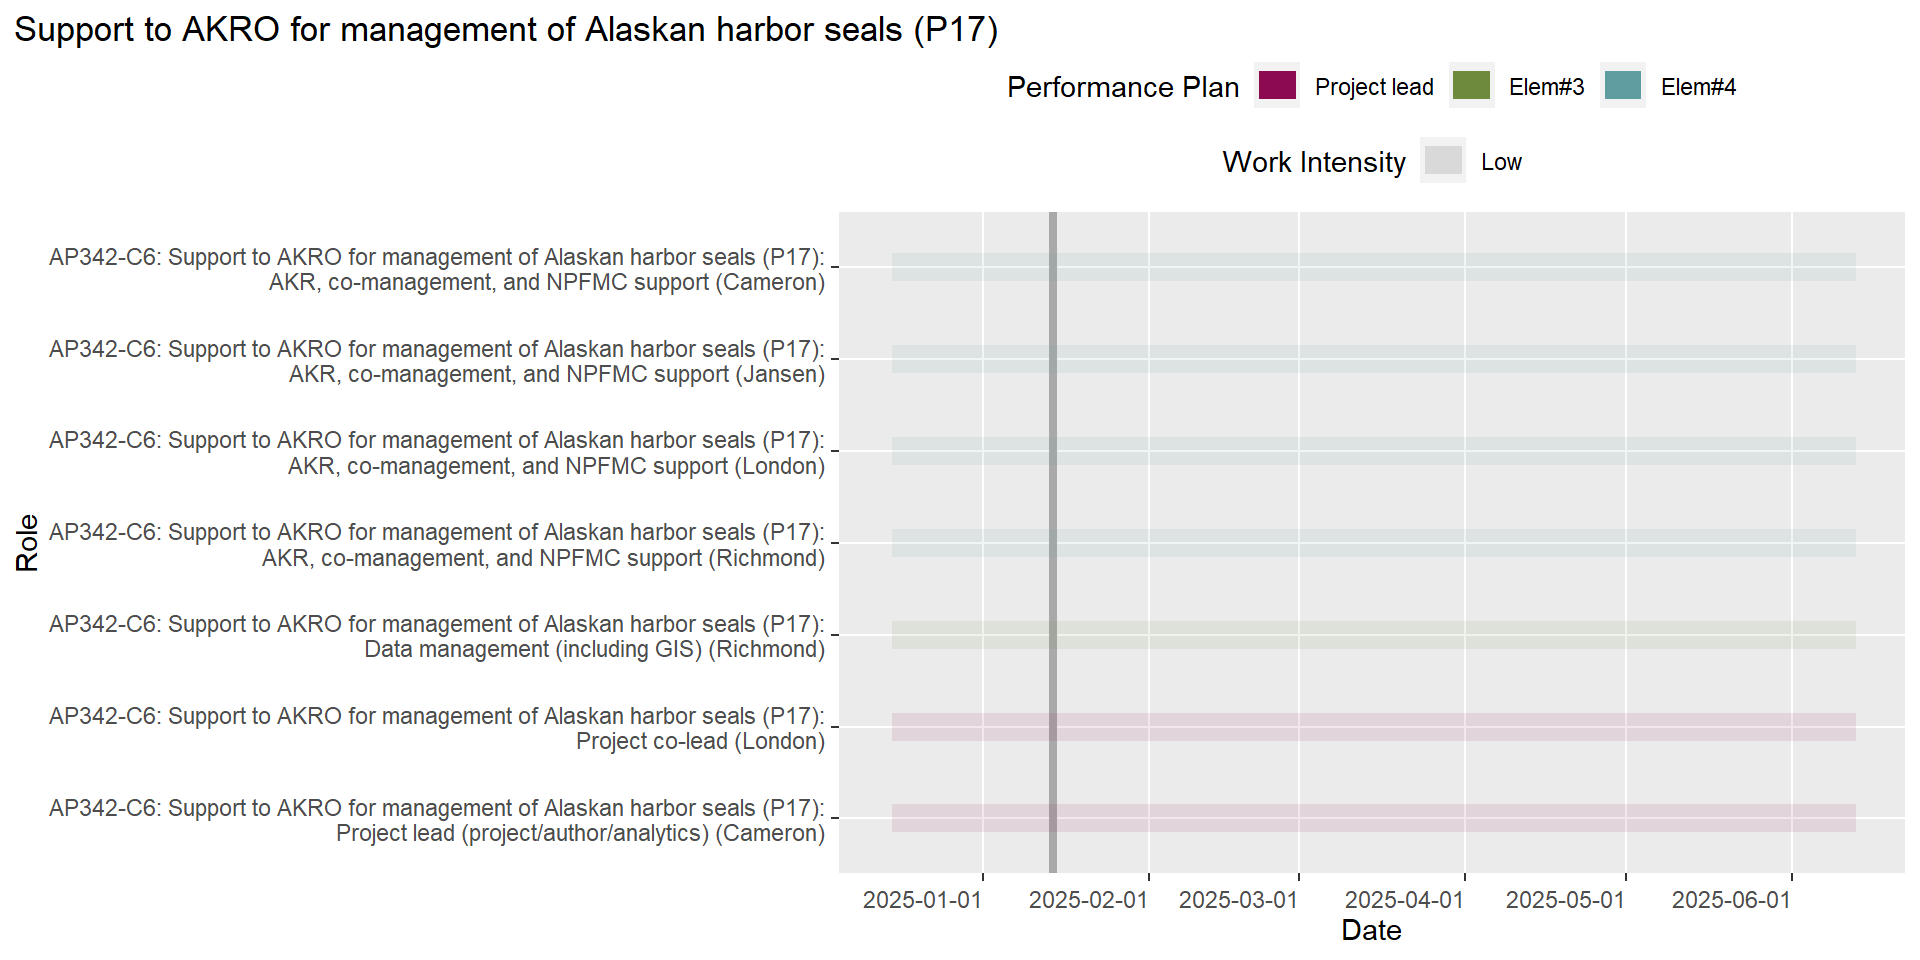 Support to AKRO for management of Alaskan harbor seals (P17)
Performance Plan Project lead Elem#3 Elem#4
Work Intensity Low
AP342-C6: Support to AKRO for management of Alaskan harbor seals (P17):
AKR, co-management, and NPFMC support (Cameron)
AP342-C6: Support to AKRO for management of Alaskan harbor seals (P17):
AKR, co-management, and NPFMC support (Jansen)
AP342-C6: Support to AKRO for management of Alaskan harbor seals (P17):
AKR, co-management, and NPFMC support (London)
AP342-C6: Support to AKRO for management of Alaskan harbor seals (P17):
AKR, co-management, and NPFMC support (Richmond)
AP342-C6: Support to AKRO for management of Alaskan harbor seals (P17):
Data management (including GIS) (Richmond)
AP342-C6: Support to AKRO for management of Alaskan harbor seals (P17):
Project co-lead (London)
AP342-C6: Support to AKRO for management of Alaskan harbor seals (P17):
Project lead (project/author/analytics) (Cameron)
Role
2025-01-01 2025-02-01 2025-03-01 2025-04-01 2025-05-01 2025-06-01
Date